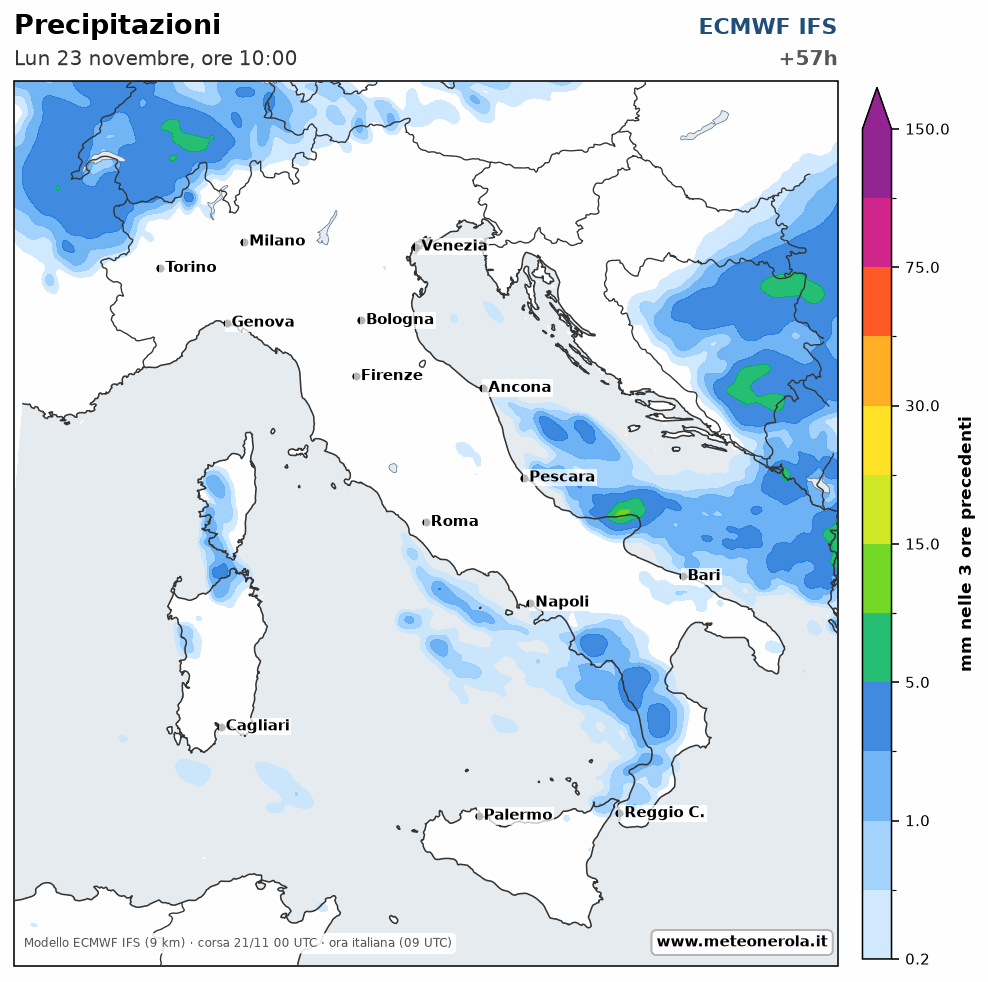 Precipitazioni
ECMWF IFS
Lun 23 novembre, ore 10:00
+57h
150.0
75.0
30.0
15.0
5.0
1.0
0.2
mm nelle 3 ore precedenti
Milano
Venezia
Torino
Genova
Bologna
Firenze
Ancona
Pescara
Roma
Bari
Napoli
Cagliari
Palermo
Reggio C.
Modello ECMWF IFS (9 km) · corsa 21/11 00 UTC · ora italiana (09 UTC)
www.meteonerola.it